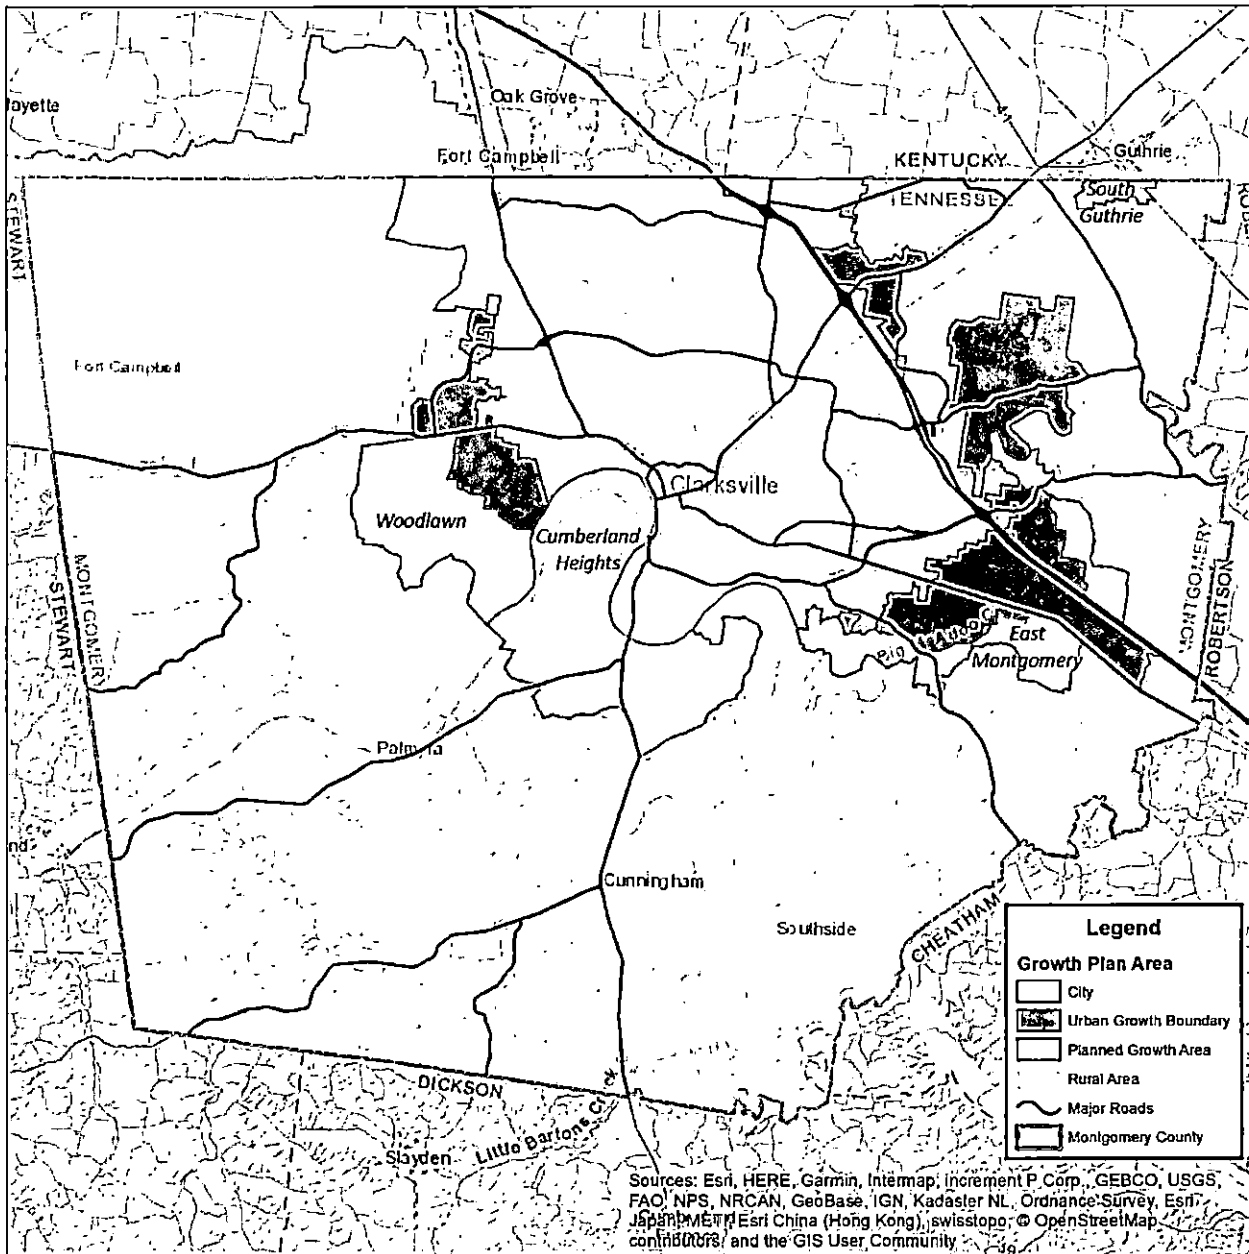 fayette
Oak Grove
Fort Campbell
KENTUCKY
Guthrie
TENNESSEE
South
Guthrie
STEWART
Fort Campbell
Clarksville
Woodlawn
Cumberland
Heights
MONTGOMERY
STEWART
MONTGOMERY
ROBERTSON
East
Montgomery
Big
Palmyra
nd
Cunningham
Southside
CHEATHAM
DICKSON
Little Bartons Creek
Slayden
Legend
Growth Plan Area
City
Urban Growth Boundary
Planned Growth Area
Rural Area
Major Roads
Montgomery County
Sources: Esri, HERE, Garmin, Intermap, increment P Corp., GEBCO, USGS,
FAO, NPS, NRCAN, GeoBase, IGN, Kadaster NL, Ordnance Survey, Esri
Japan, METI, Esri China (Hong Kong), swisstopo, © OpenStreetMap
contributors, and the GIS User Community